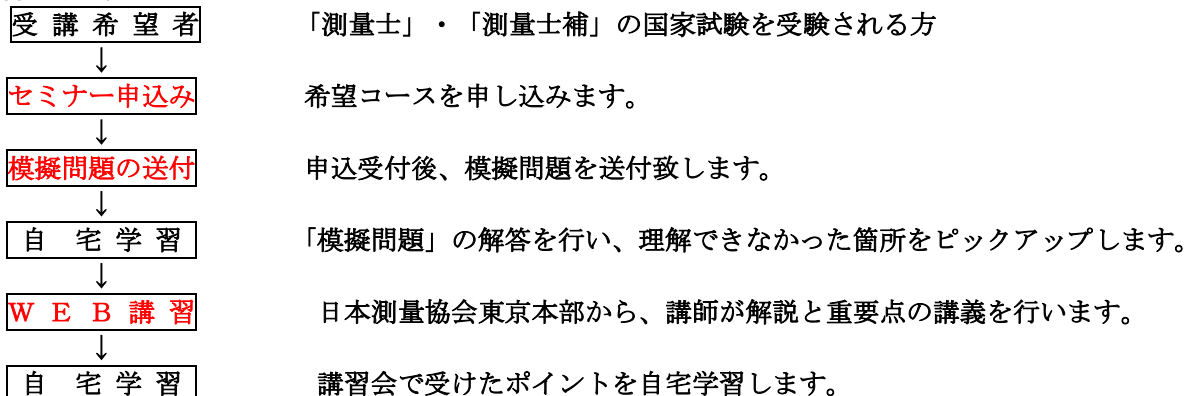 受 講 希 望 者 「測量士」・「測量士補」の国家試験を受験される方
↓
セミナー申込み 希望コースを申し込みます。
↓
模擬問題の送付 申込受付後、模擬問題を送付致します。
↓
自 宅 学 習 「模擬問題」の解答を行い、理解できなかった箇所をピックアップします。
↓
W E B 講 習 日本測量協会東京本部から、講師が解説と重要点の講義を行います。
↓
自 宅 学 習 講習会で受けたポイントを自宅学習します。